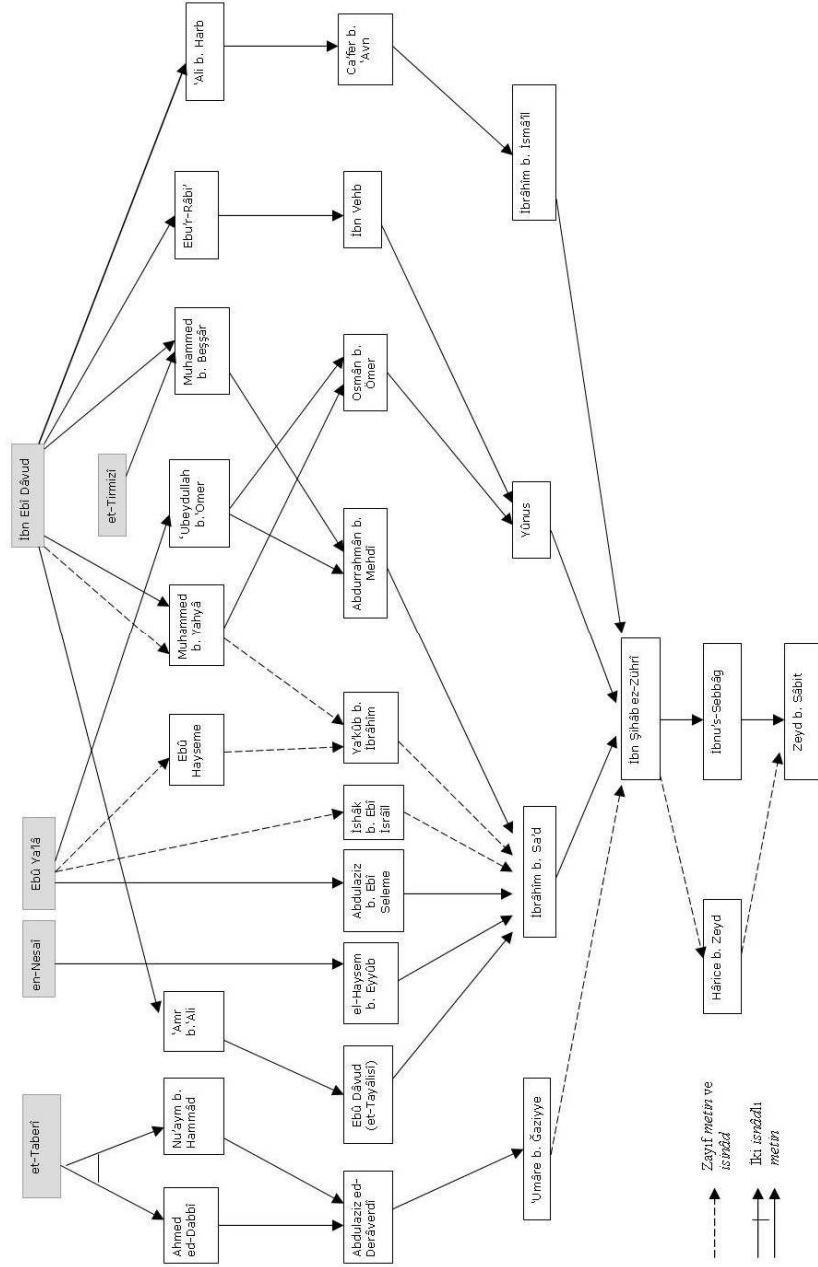 İbn Ebî Dâvud
et-Tirmizî
Ebû Ya'lâ
en-Nesaî
et-Taberî
'Ali b. Harb
Ebu'r-Râbi'
Muhammed
b. Beşşâr
'Ubeydullah
b.'Omer
Muhammed
b. Yahyâ
Ebû
Hayseme
'Amr
b.'Ali
Nu'aym b.
Hammâd
Ahmed
ed-Dabbî
Ca'fer b.
'Avn
İbn Vehb
Osmân b.
Ömer
Abdurrahmân b.
Mehdî
Ya'kûb b.
İbrâhîm
İshâk
b. Ebî
İsrâil
Abdulaziz
b. Ebî
Seleme
el-Haysem
b. Eyyûb
Ebû Dâvud
(et-Tayâlisî)
Abdulaziz ed-
Derâverdî
İbrâhîm b. İsmâ'îl
Yûnus
İbrâhîm b. Sa'd
'Umâre b. Ğaziyye
İbn Şihâb ez-Zührî
İbnu's-Sebbâg
Hârice b. Zeyd
Zeyd b. Sâbit
Zayıf metin ve
isinâd
İki isnâdlı
metin